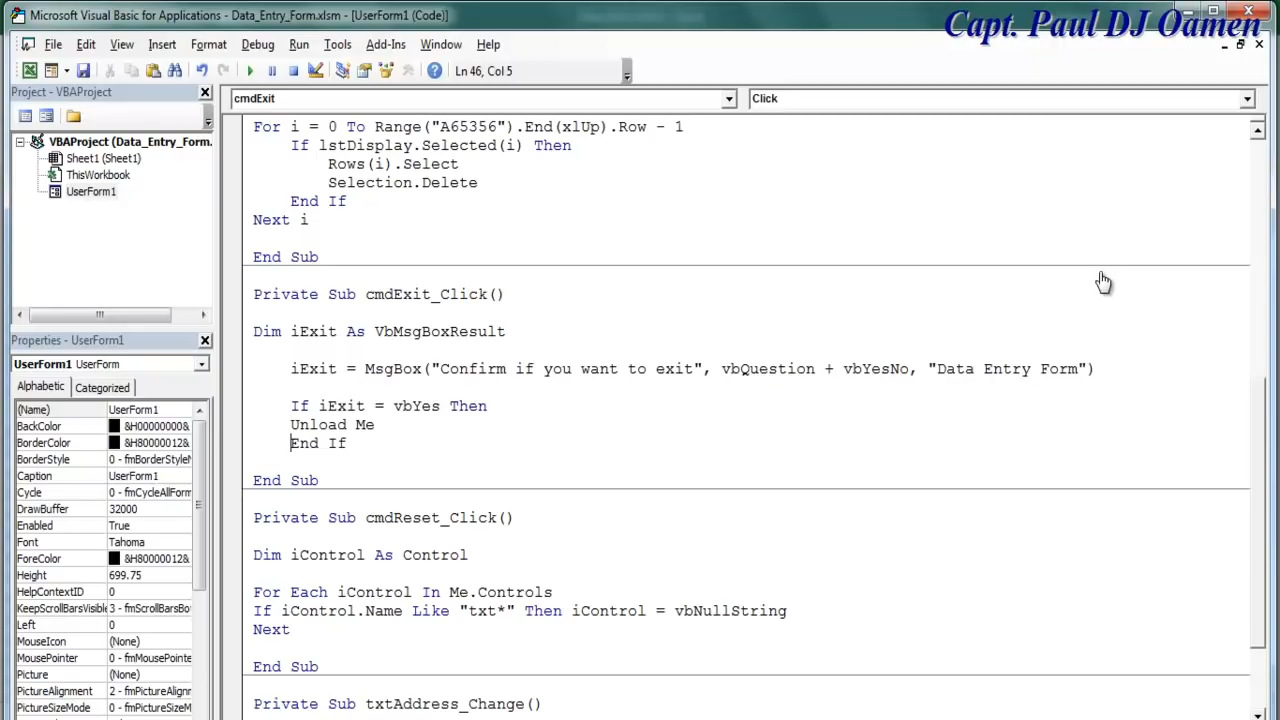 Microsoft Visual Basic for Applications - Data_Entry_Form.xlsm - [UserForm1 (Code)]
Capt. Paul DJ Oamen
File Edit View Insert Format Debug Run Tools Add-Ins Window Help
Ln 46, Col 5
Project - VBAProject
cmdExit Click
VBAProject (Data_Entry_Form.
Sheet1 (Sheet1)
ThisWorkbook
UserForm1
For i = 0 To Range("A65356").End(xlUp).Row - 1
If lstDisplay.Selected(i) Then
Rows(i).Select
Selection.Delete
End If
Next i
End Sub
Private Sub cmdExit_Click()
Dim iExit As VbMsgBoxResult
iExit = MsgBox("Confirm if you want to exit", vbQuestion + vbYesNo, "Data Entry Form")
If iExit = vbYes Then
Unload Me
End If
End Sub
Private Sub cmdReset_Click()
Dim iControl As Control
For Each iControl In Me.Controls
If iControl.Name Like "txt*" Then iControl = vbNullString
Next
End Sub
Private Sub txtAddress_Change()
Properties - UserForm1
UserForm1 UserForm
Alphabetic Categorized
(Name) UserForm1
BackColor &H00000000&
BorderColor &H80000012&
BorderStyle 0 - fmBorderStyleN
Caption UserForm1
Cycle 0 - fmCycleAllForm
DrawBuffer 32000
Enabled True
Font Tahoma
ForeColor &H80000012&
Height 699.75
HelpContextID 0
KeepScrollBarsVisible 3 - fmScrollBarsBo
Left 0
MouseIcon (None)
MousePointer 0 - fmMousePointe
Picture (None)
PictureAlignment 2 - fmPictureAlignr
PictureSizeMode 0 - fmPictureSizeM